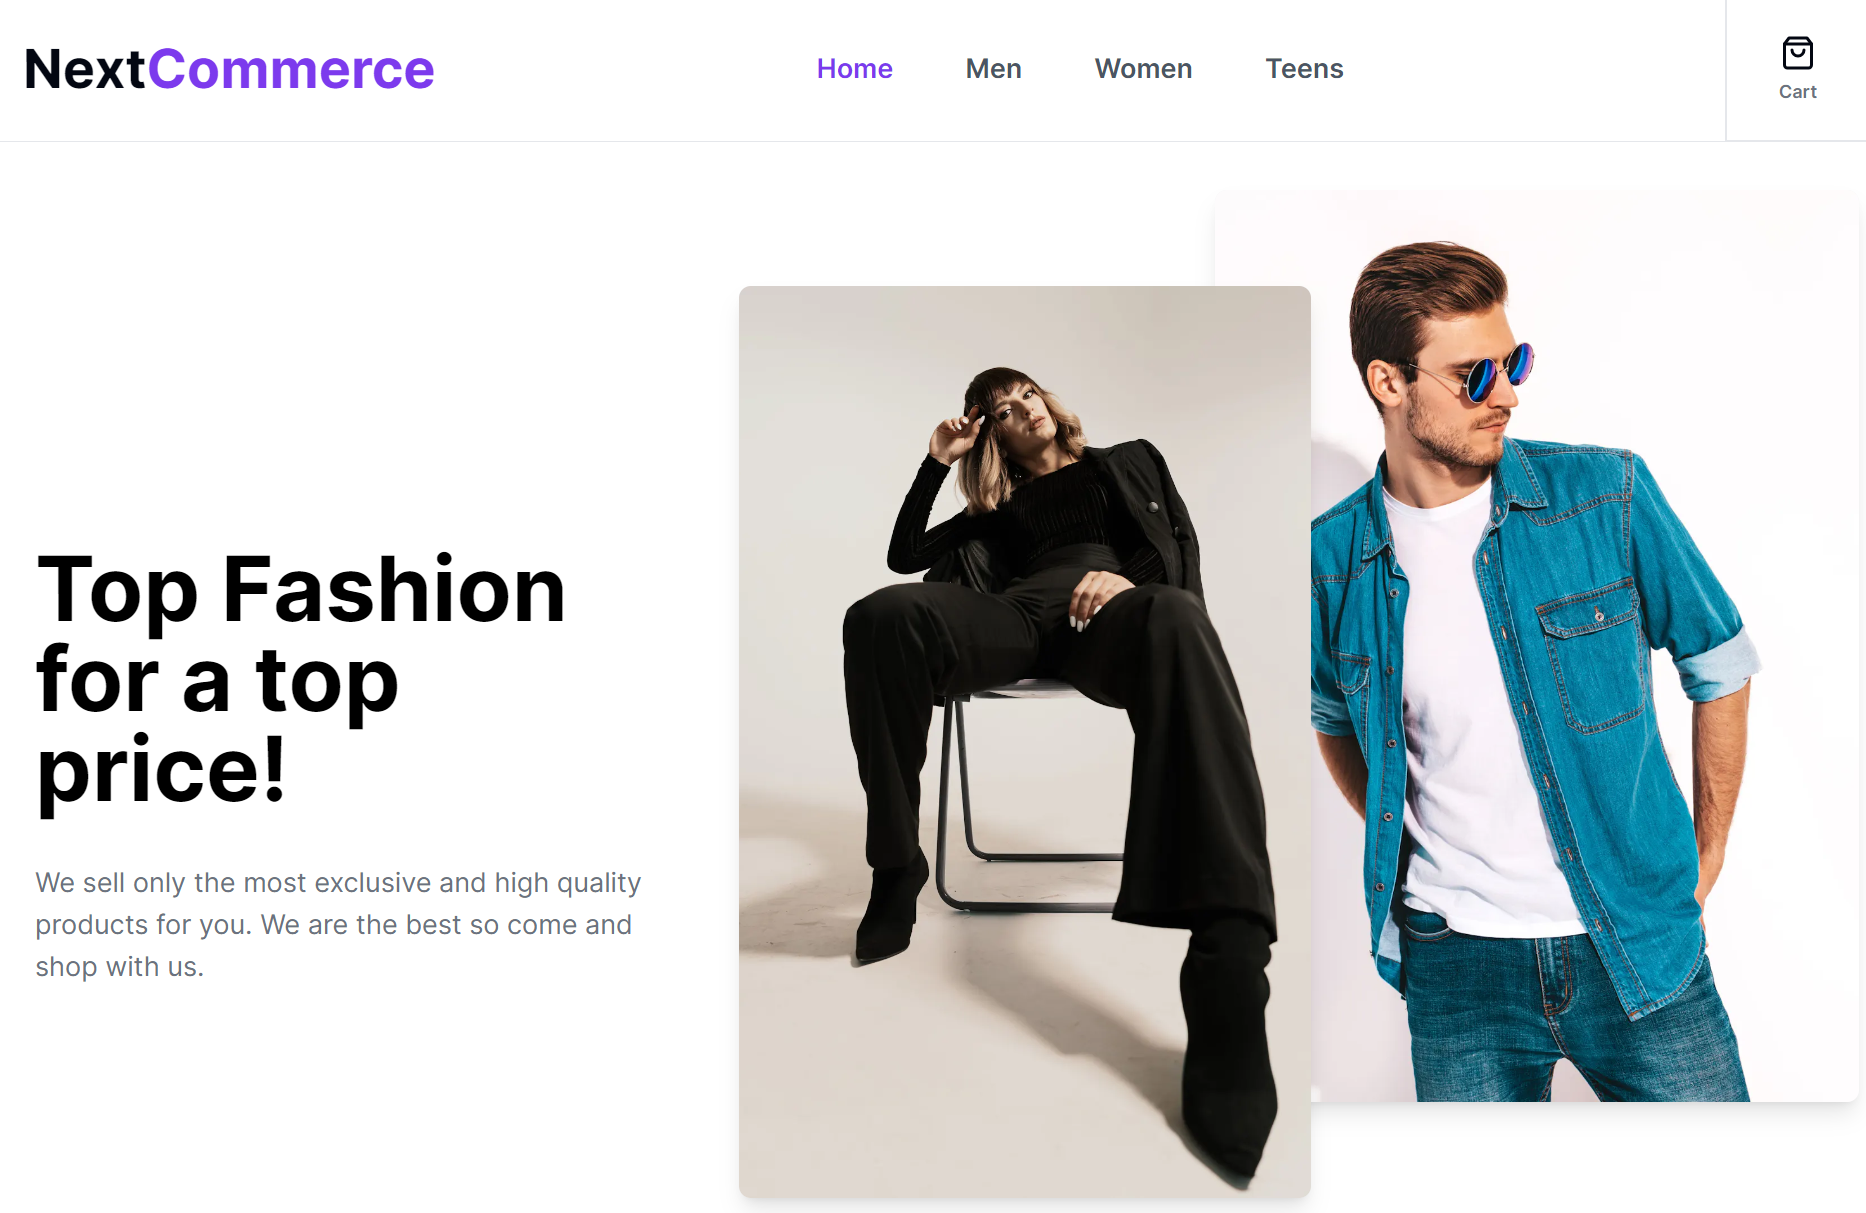 NextCommerce
Home
Men
Women
Teens
Cart
Top Fashion
for a top
price!
We sell only the most exclusive and high quality
products for you. We are the best so come and
shop with us.